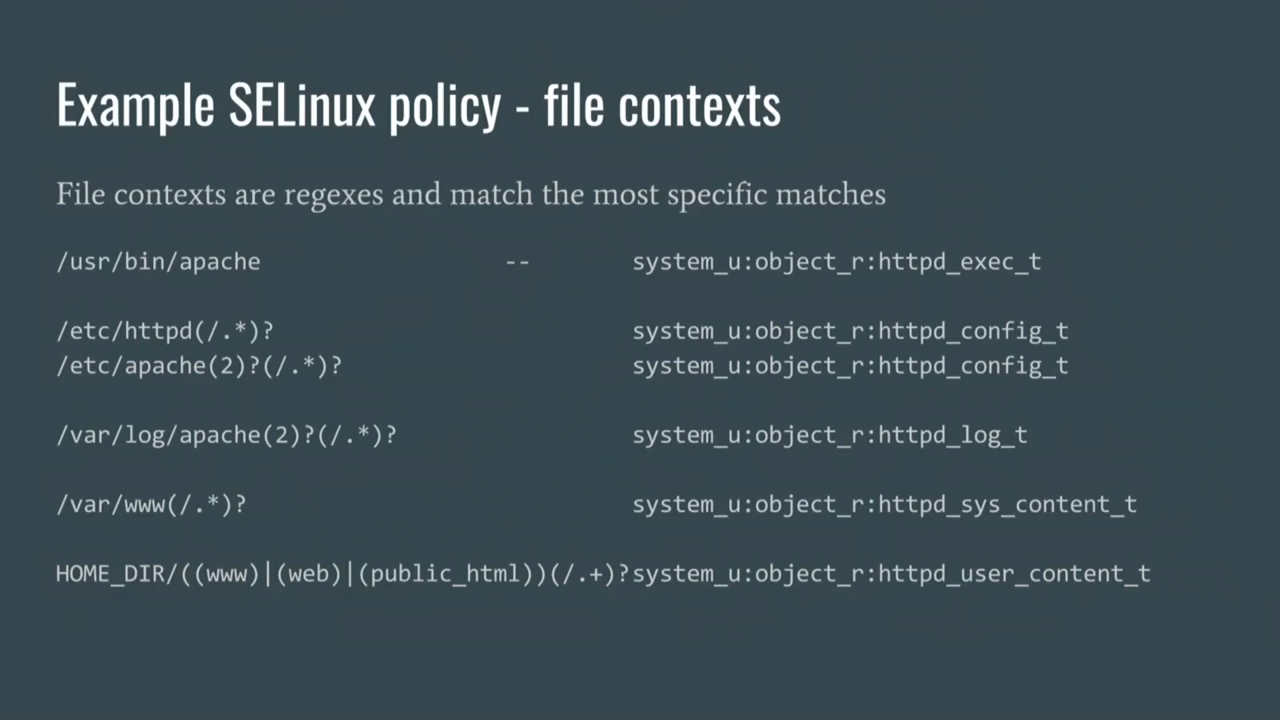 Example SELinux policy - file contexts
File contexts are regexes and match the most specific matches
/usr/bin/apache -- system_u:object_r:httpd_exec_t
/etc/httpd(/.*)? system_u:object_r:httpd_config_t
/etc/apache(2)?(/.*)? system_u:object_r:httpd_config_t
/var/log/apache(2)?(/.*)? system_u:object_r:httpd_log_t
/var/www(/.*)? system_u:object_r:httpd_sys_content_t
HOME_DIR/((www)|(web)|(public_html))(/.+)?system_u:object_r:httpd_user_content_t